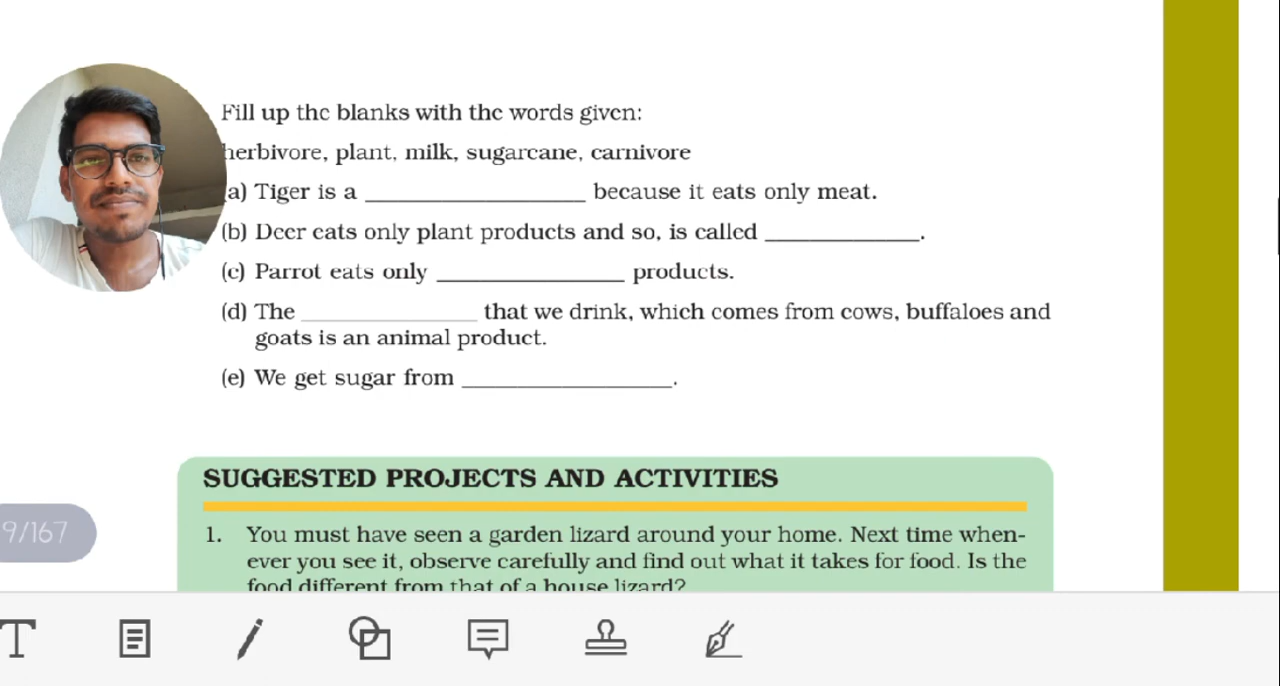 Fill up the blanks with the words given:
herbivore, plant, milk, sugarcane, carnivore
(a) Tiger is a ____________________ because it eats only meat.
(b) Deer eats only plant products and so, is called ______________.
(c) Parrot eats only _________________ products.
(d) The ________________ that we drink, which comes from cows, buffaloes and
goats is an animal product.
(e) We get sugar from ___________________.
SUGGESTED PROJECTS AND ACTIVITIES
1. You must have seen a garden lizard around your home. Next time when-
ever you see it, observe carefully and find out what it takes for food. Is the
food different from that of a house lizard?
9/167
T